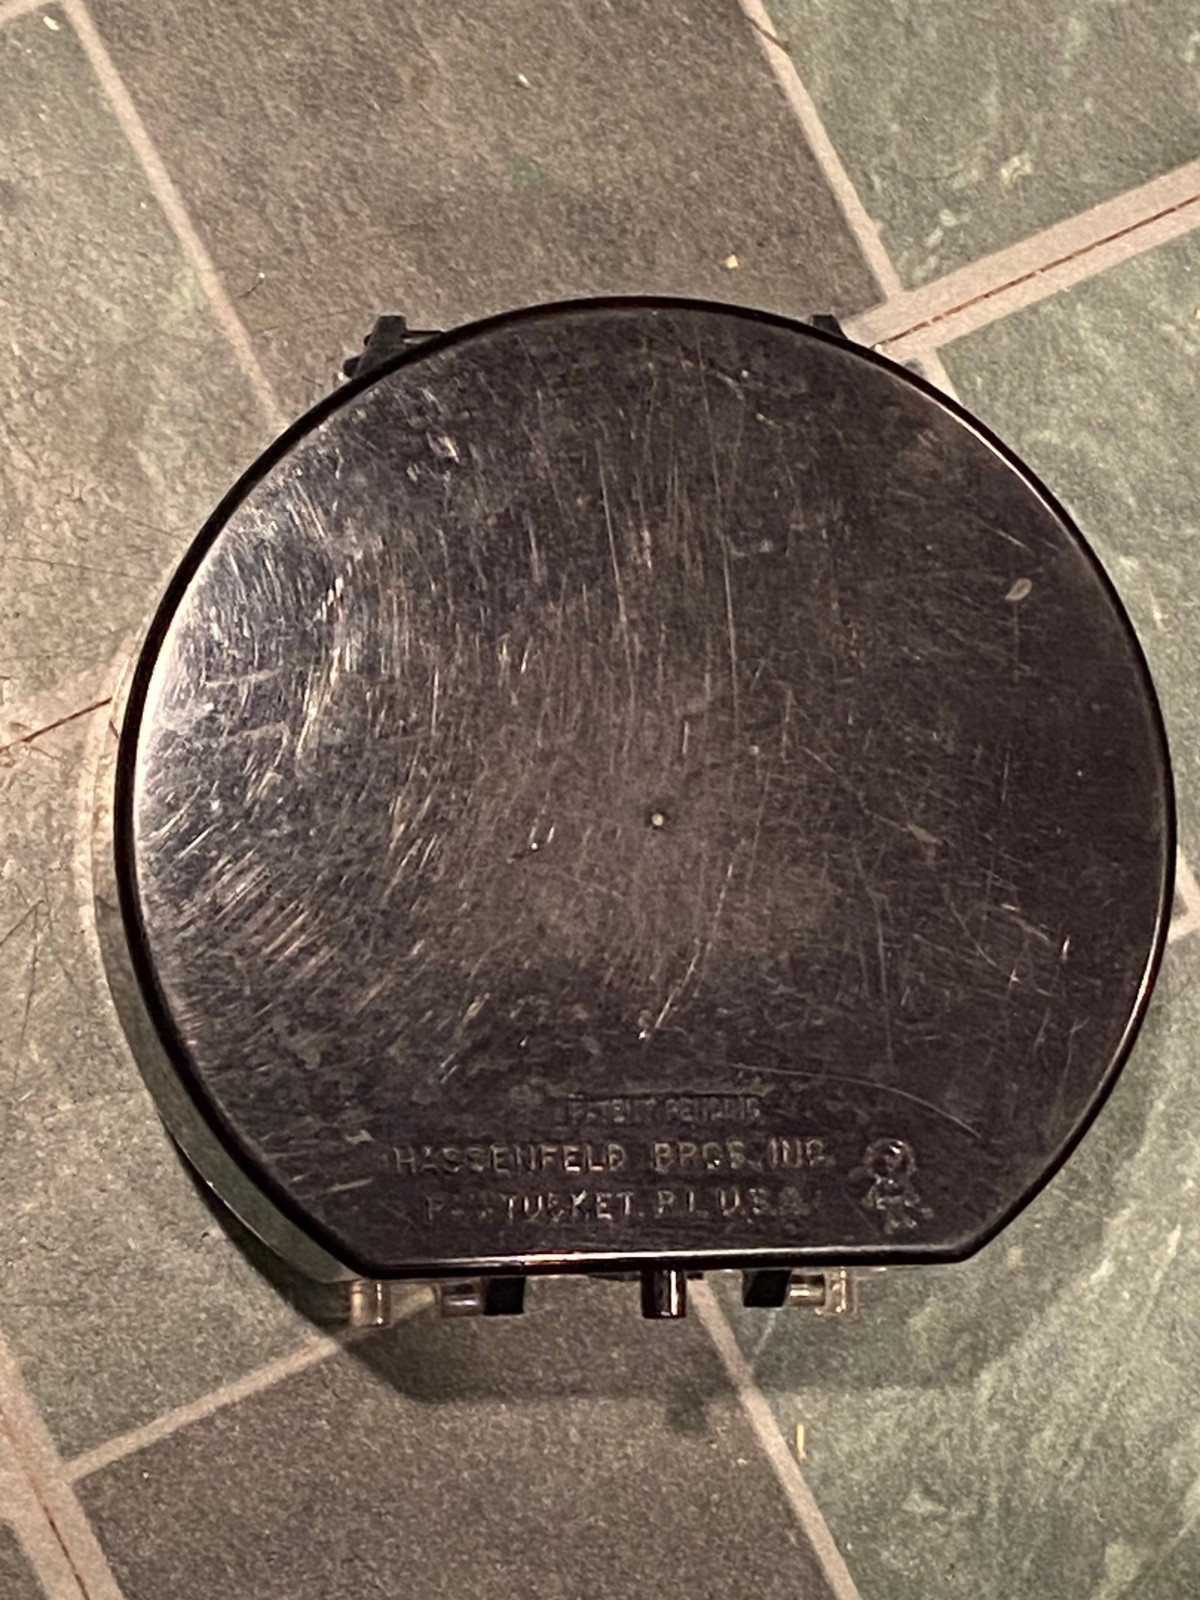 PATENT PENDING
HASSENFELD BROS. INC.
PAWTUCKET, R.I., U.S.A.